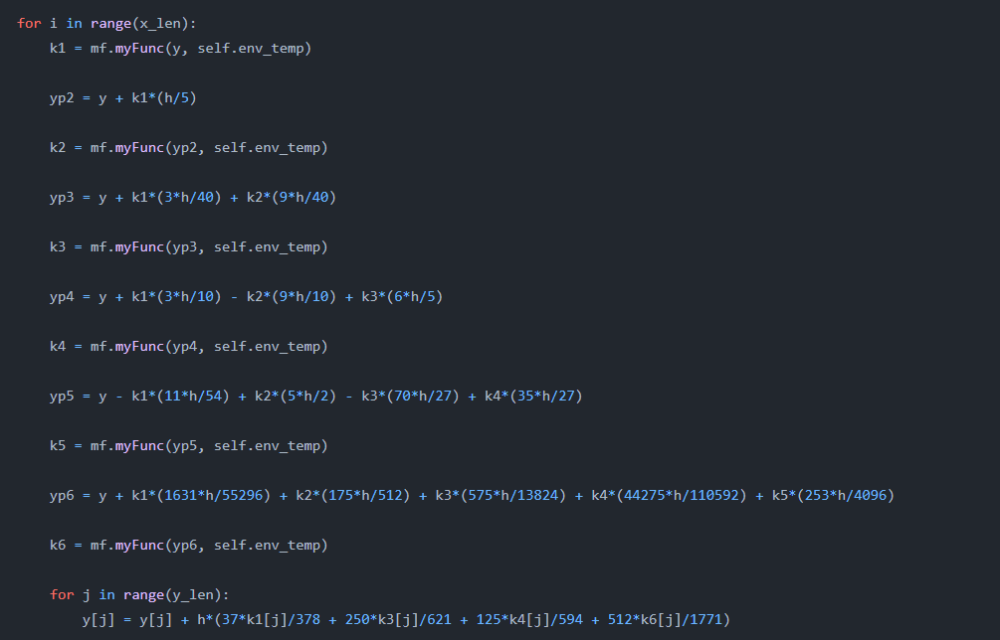 for i in range(x_len):
    k1 = mf.myFunc(y, self.env_temp)
    yp2 = y + k1*(h/5)
    k2 = mf.myFunc(yp2, self.env_temp)
    yp3 = y + k1*(3*h/40) + k2*(9*h/40)
    k3 = mf.myFunc(yp3, self.env_temp)
    yp4 = y + k1*(3*h/10) - k2*(9*h/10) + k3*(6*h/5)
    k4 = mf.myFunc(yp4, self.env_temp)
    yp5 = y - k1*(11*h/54) + k2*(5*h/2) - k3*(70*h/27) + k4*(35*h/27)
    k5 = mf.myFunc(yp5, self.env_temp)
    yp6 = y + k1*(1631*h/55296) + k2*(175*h/512) + k3*(575*h/13824) + k4*(44275*h/110592) + k5*(253*h/4096)
    k6 = mf.myFunc(yp6, self.env_temp)
    for j in range(y_len):
        y[j] = y[j] + h*(37*k1[j]/378 + 250*k3[j]/621 + 125*k4[j]/594 + 512*k6[j]/1771)